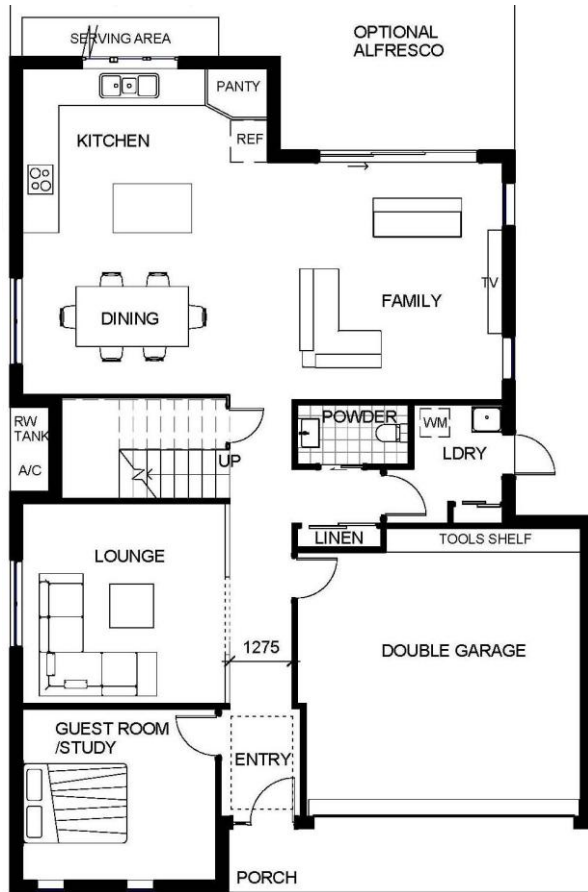 SERVING AREA
OPTIONAL
ALFRESCO
PANTY
KITCHEN
REF
DINING
FAMILY
TV
RW
TANK
A/C
POWDER
WM
LDRY
UP
LINEN
TOOLS SHELF
LOUNGE
1275
DOUBLE GARAGE
GUEST ROOM
/STUDY
ENTRY
PORCH